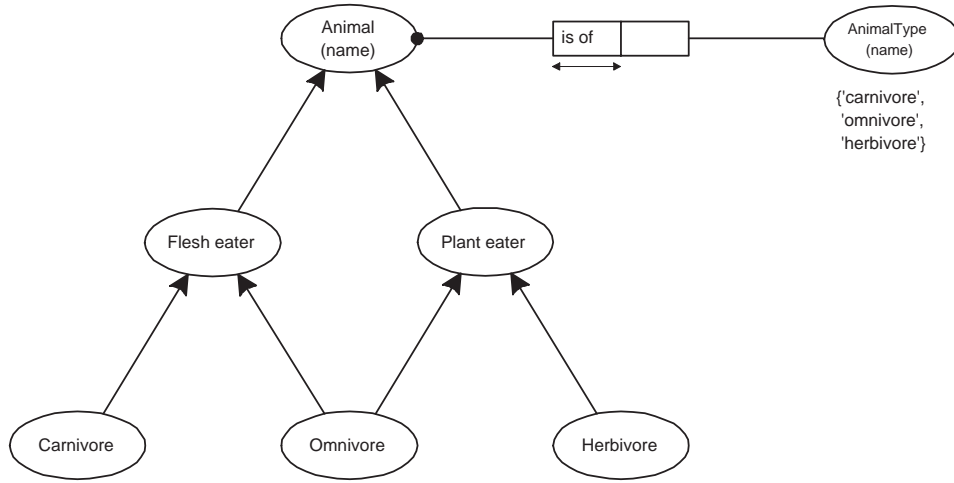 Animal
(name)
is of
AnimalType
(name)
{'carnivore',
'omnivore',
'herbivore'}
Flesh eater
Plant eater
Carnivore
Omnivore
Herbivore